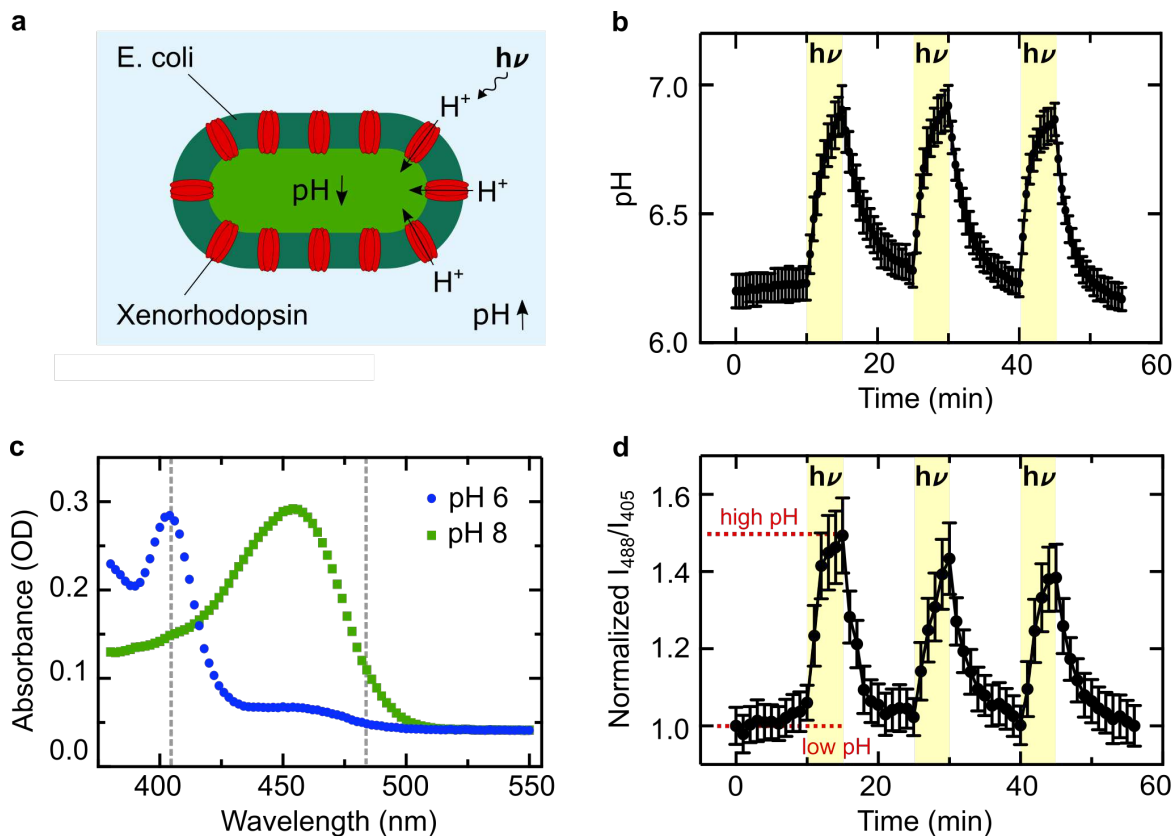 a
E. coli
hν
H⁺
pH ↓
H⁺
H⁺
Xenorhodopsin
pH ↑
b
hν hν hν
7.0
6.5
6.0
pH
0 20 40 60
Time (min)
c
0.3
0.2
0.1
0.0
Absorbance (OD)
pH 6
pH 8
400 450 500 550
Wavelength (nm)
d
hν hν hν
1.6
1.4
1.2
1.0
Normalized I₄₈₈/I₄₀₅
high pH
low pH
0 20 40 60
Time (min)